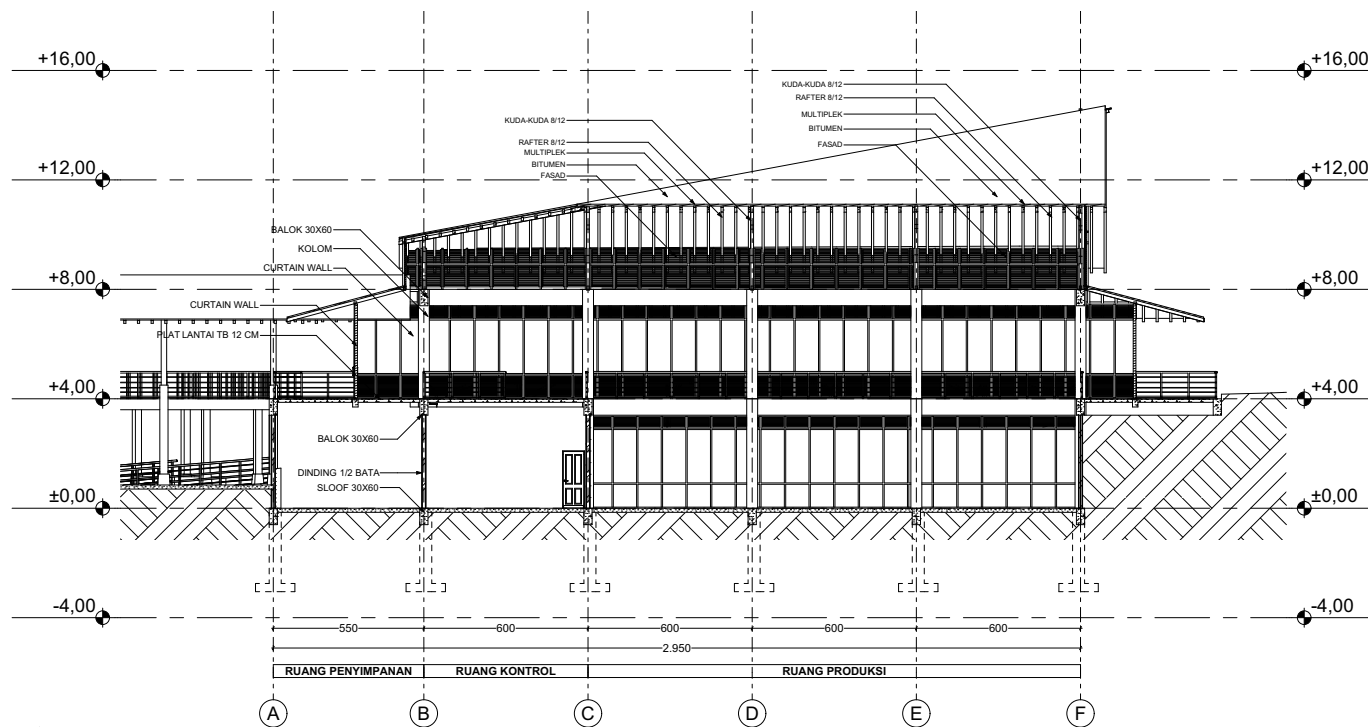 +16,00
+16,00
KUDA-KUDA 8/12
RAFTER 8/12
MULTIPLEK
BITUMEN
FASAD
KUDA-KUDA 8/12
RAFTER 8/12
MULTIPLEK
BITUMEN
FASAD
+12,00
+12,00
BALOK 30X60
KOLOM
CURTAIN WALL
+8,00
+8,00
CURTAIN WALL
PLAT LANTAI TB 12 CM
+4,00
+4,00
BALOK 30X60
DINDING 1/2 BATA
SLOOF 30X60
±0,00
±0,00
-4,00
-4,00
550
600
600
600
600
2.950
RUANG PENYIMPANAN
RUANG KONTROL
RUANG PRODUKSI
A
B
C
D
E
F